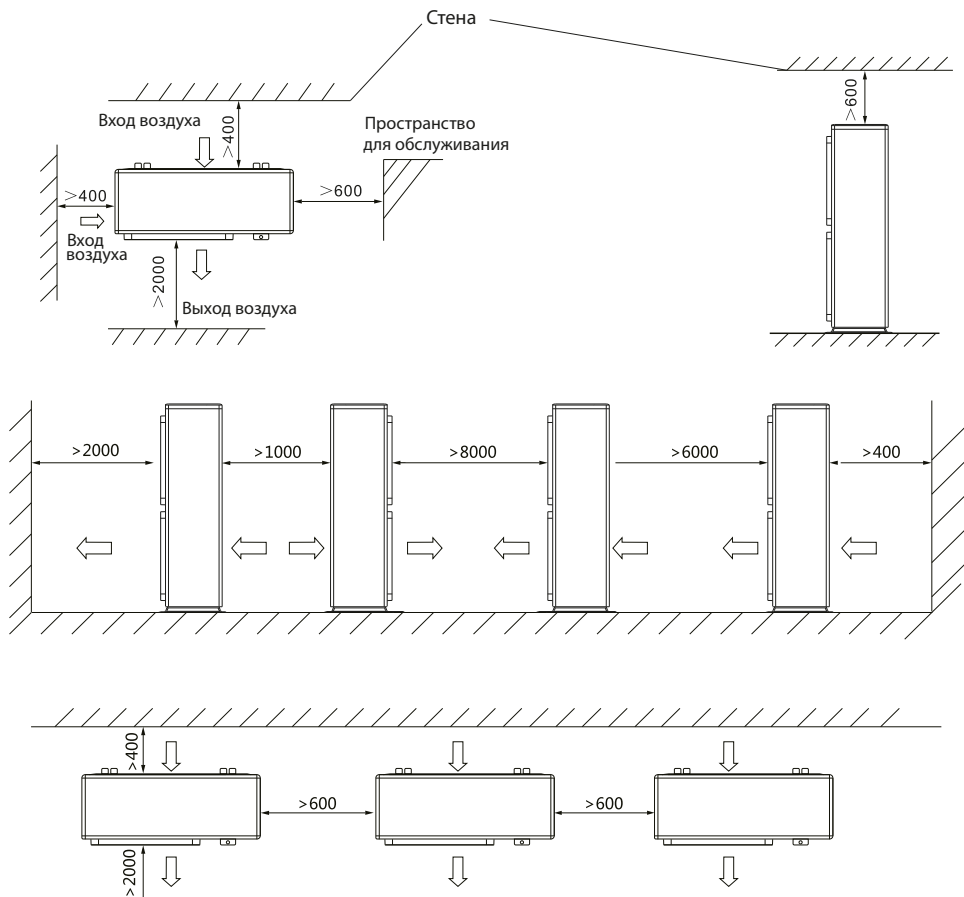 Стена
>600
Вход воздуха
>400
Пространство
для обслуживания
>400
>600
Вход
воздуха
>2000
Выход воздуха
>2000
>1000
>8000
>6000
>400
>400
>600
>600
>2000